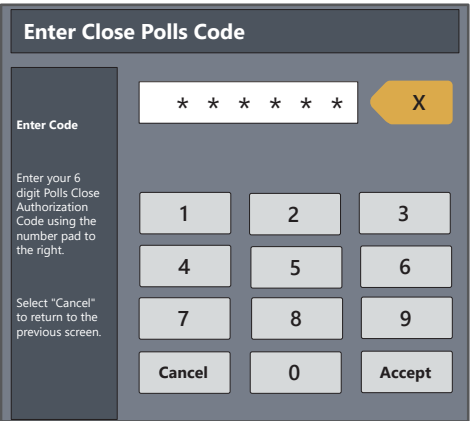 Enter Close Polls Code
Enter Code
Enter your 6
digit Polls Close
Authorization
Code using the
number pad to
the right.
Select "Cancel"
to return to the
previous screen.
* * * * * *
X
1 2 3
4 5 6
7 8 9
Cancel 0 Accept